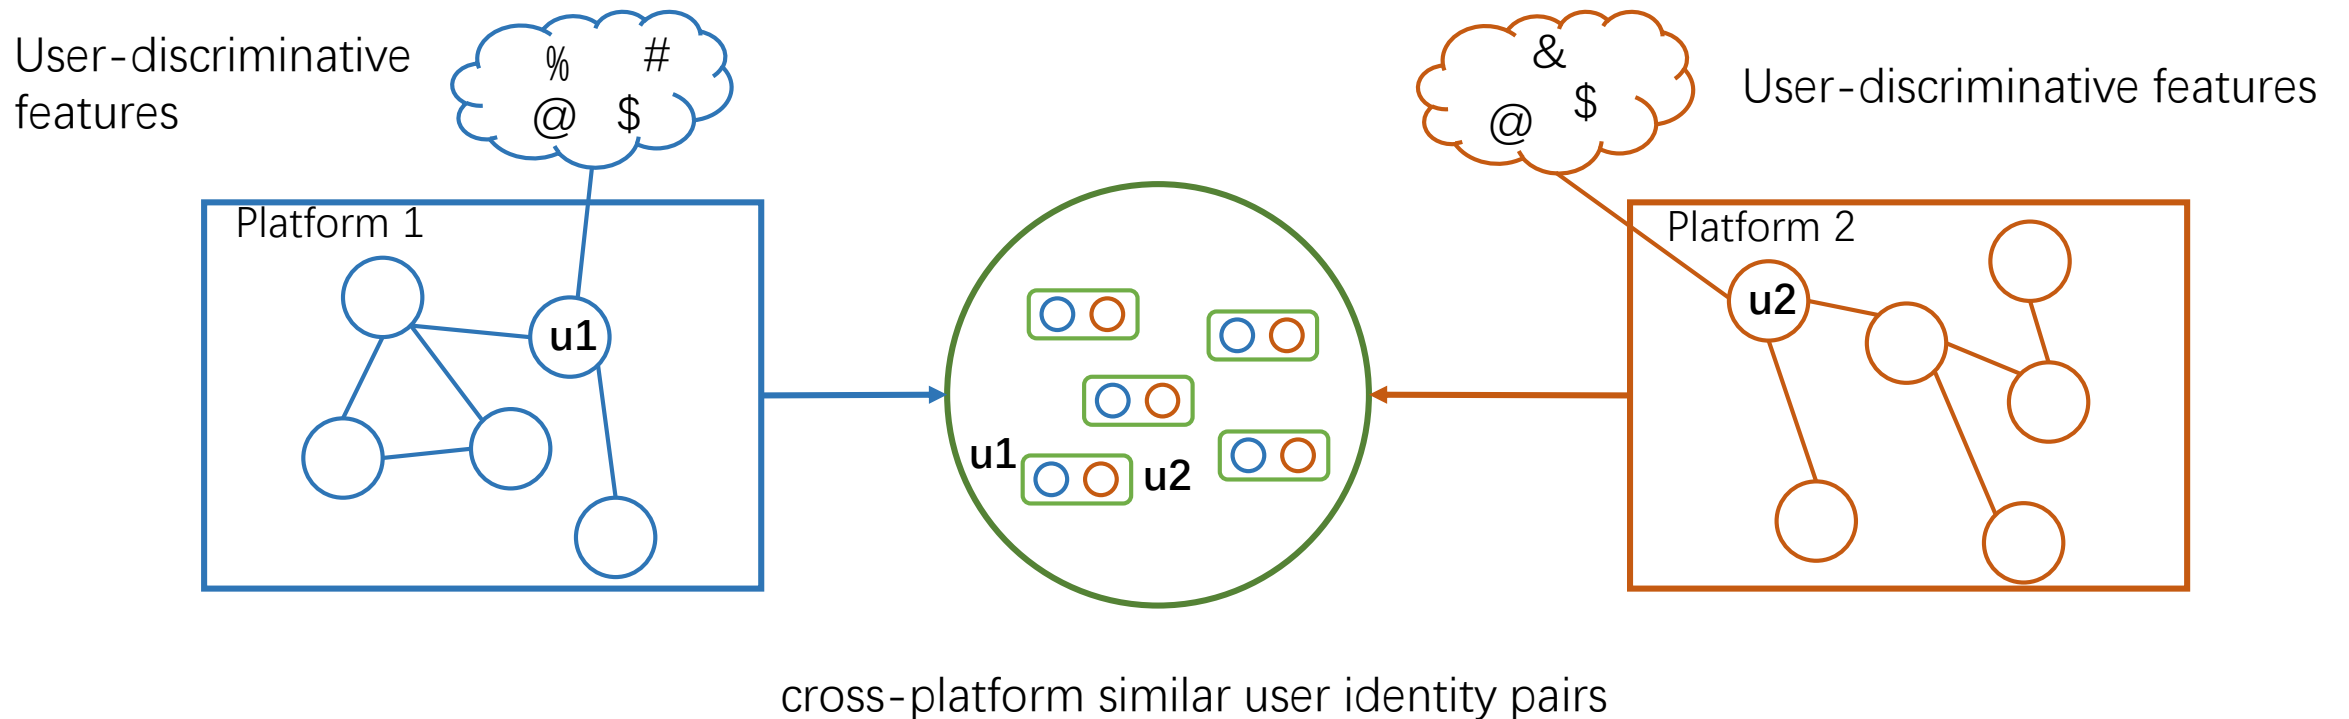 User-discriminative
features
% #
@ $
&
$
@
User-discriminative features
Platform 1
u1
Platform 2
u2
u1
u2
cross-platform similar user identity pairs